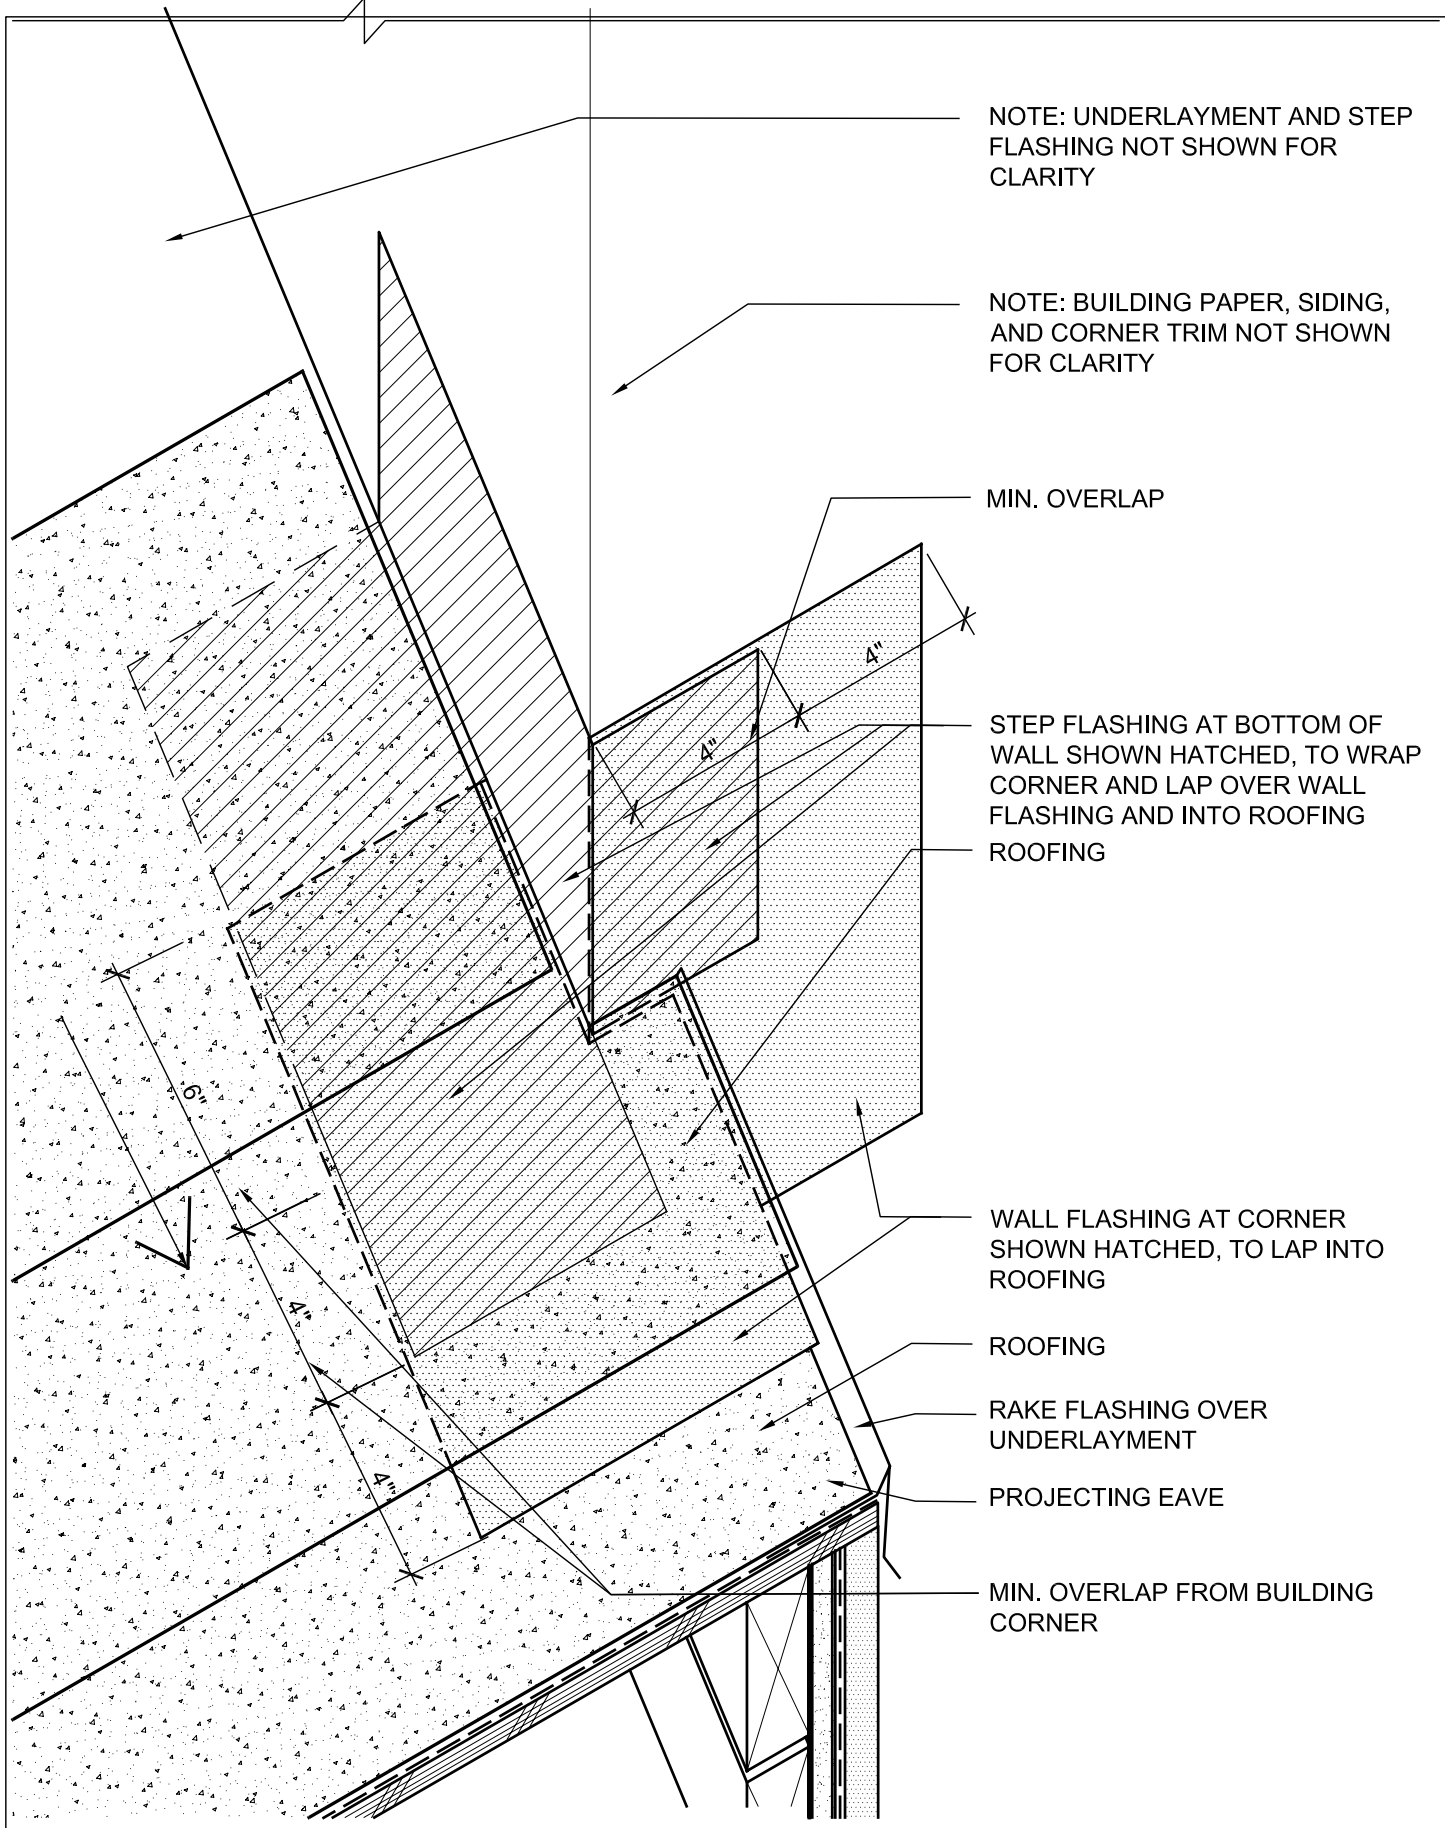 NOTE: UNDERLAYMENT AND STEP
FLASHING NOT SHOWN FOR
CLARITY
NOTE: BUILDING PAPER, SIDING,
AND CORNER TRIM NOT SHOWN
FOR CLARITY
MIN. OVERLAP
4"
4"
STEP FLASHING AT BOTTOM OF
WALL SHOWN HATCHED, TO WRAP
CORNER AND LAP OVER WALL
FLASHING AND INTO ROOFING
ROOFING
6"
WALL FLASHING AT CORNER
SHOWN HATCHED, TO LAP INTO
ROOFING
4"
ROOFING
RAKE FLASHING OVER
UNDERLAYMENT
4"
PROJECTING EAVE
MIN. OVERLAP FROM BUILDING
CORNER